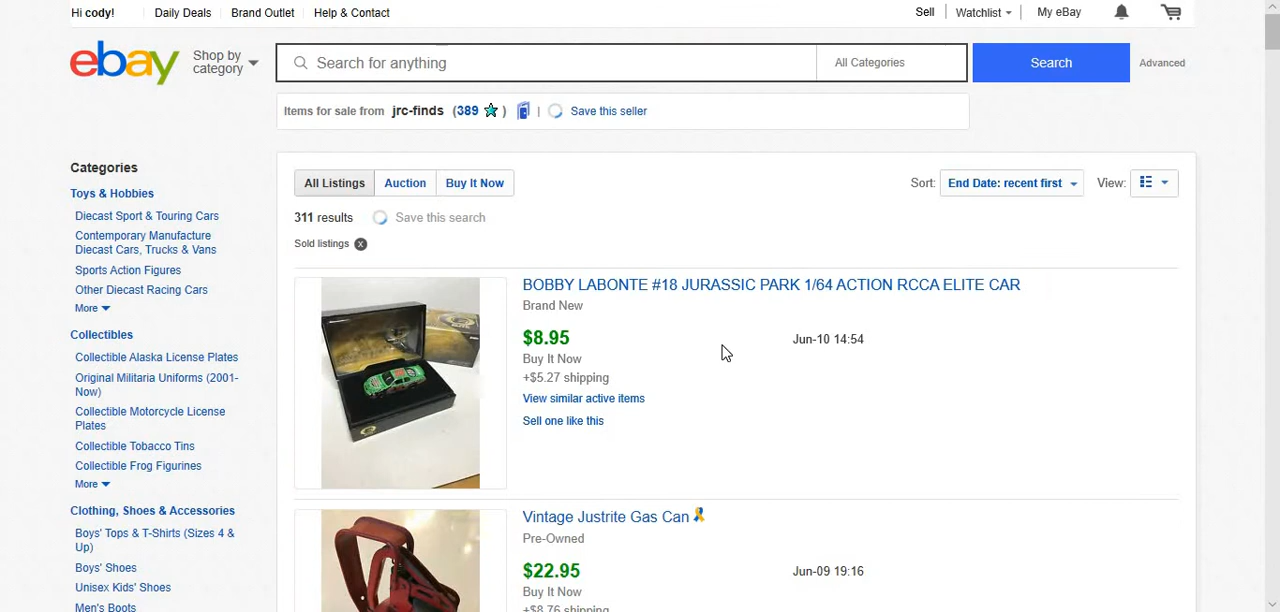 Hi cody!
Daily Deals
Brand Outlet
Help & Contact
Sell
Watchlist
My eBay
ebay
Shop by
category
Search for anything
All Categories
Search
Advanced
Items for sale from jrc-finds (389 ) | Save this seller
Categories
Toys & Hobbies
Diecast Sport & Touring Cars
Contemporary Manufacture
Diecast Cars, Trucks & Vans
Sports Action Figures
Other Diecast Racing Cars
More
Collectibles
Collectible Alaska License Plates
Original Militaria Uniforms (2001-
Now)
Collectible Motorcycle License
Plates
Collectible Tobacco Tins
Collectible Frog Figurines
More
Clothing, Shoes & Accessories
Boys' Tops & T-Shirts (Sizes 4 &
Up)
Boys' Shoes
Unisex Kids' Shoes
Men's Boots
All Listings
Auction
Buy It Now
Sort: End Date: recent first
View:
311 results
Save this search
Sold listings x
BOBBY LABONTE #18 JURASSIC PARK 1/64 ACTION RCCA ELITE CAR
Brand New
$8.95
Jun-10 14:54
Buy It Now
+$5.27 shipping
View similar active items
Sell one like this
Vintage Justrite Gas Can
Pre-Owned
$22.95
Jun-09 19:16
Buy It Now
+$8.76 shipping